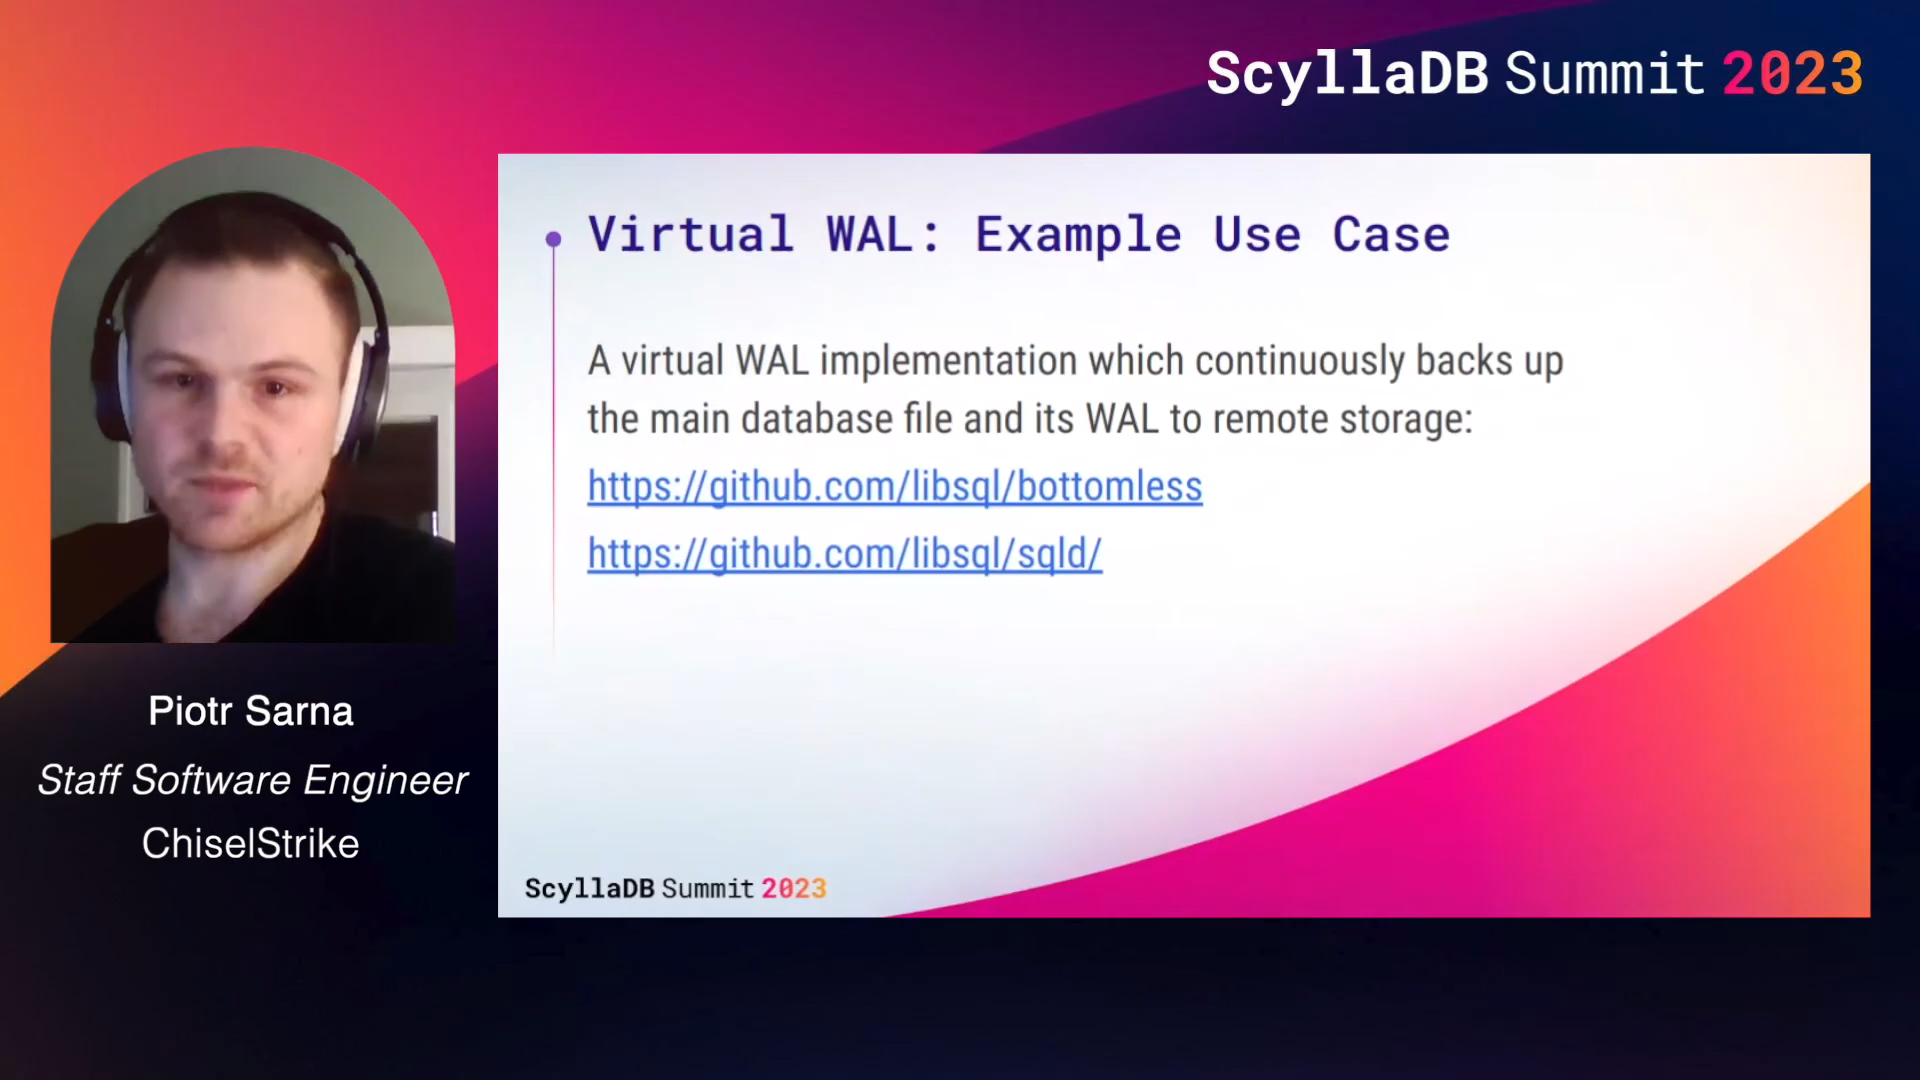 ScyllaDB Summit 2023
Virtual WAL: Example Use Case
A virtual WAL implementation which continuously backs up
the main database file and its WAL to remote storage:
https://github.com/libsql/bottomless
https://github.com/libsql/sqld/
ScyllaDB Summit 2023
Piotr Sarna
Staff Software Engineer
ChiselStrike